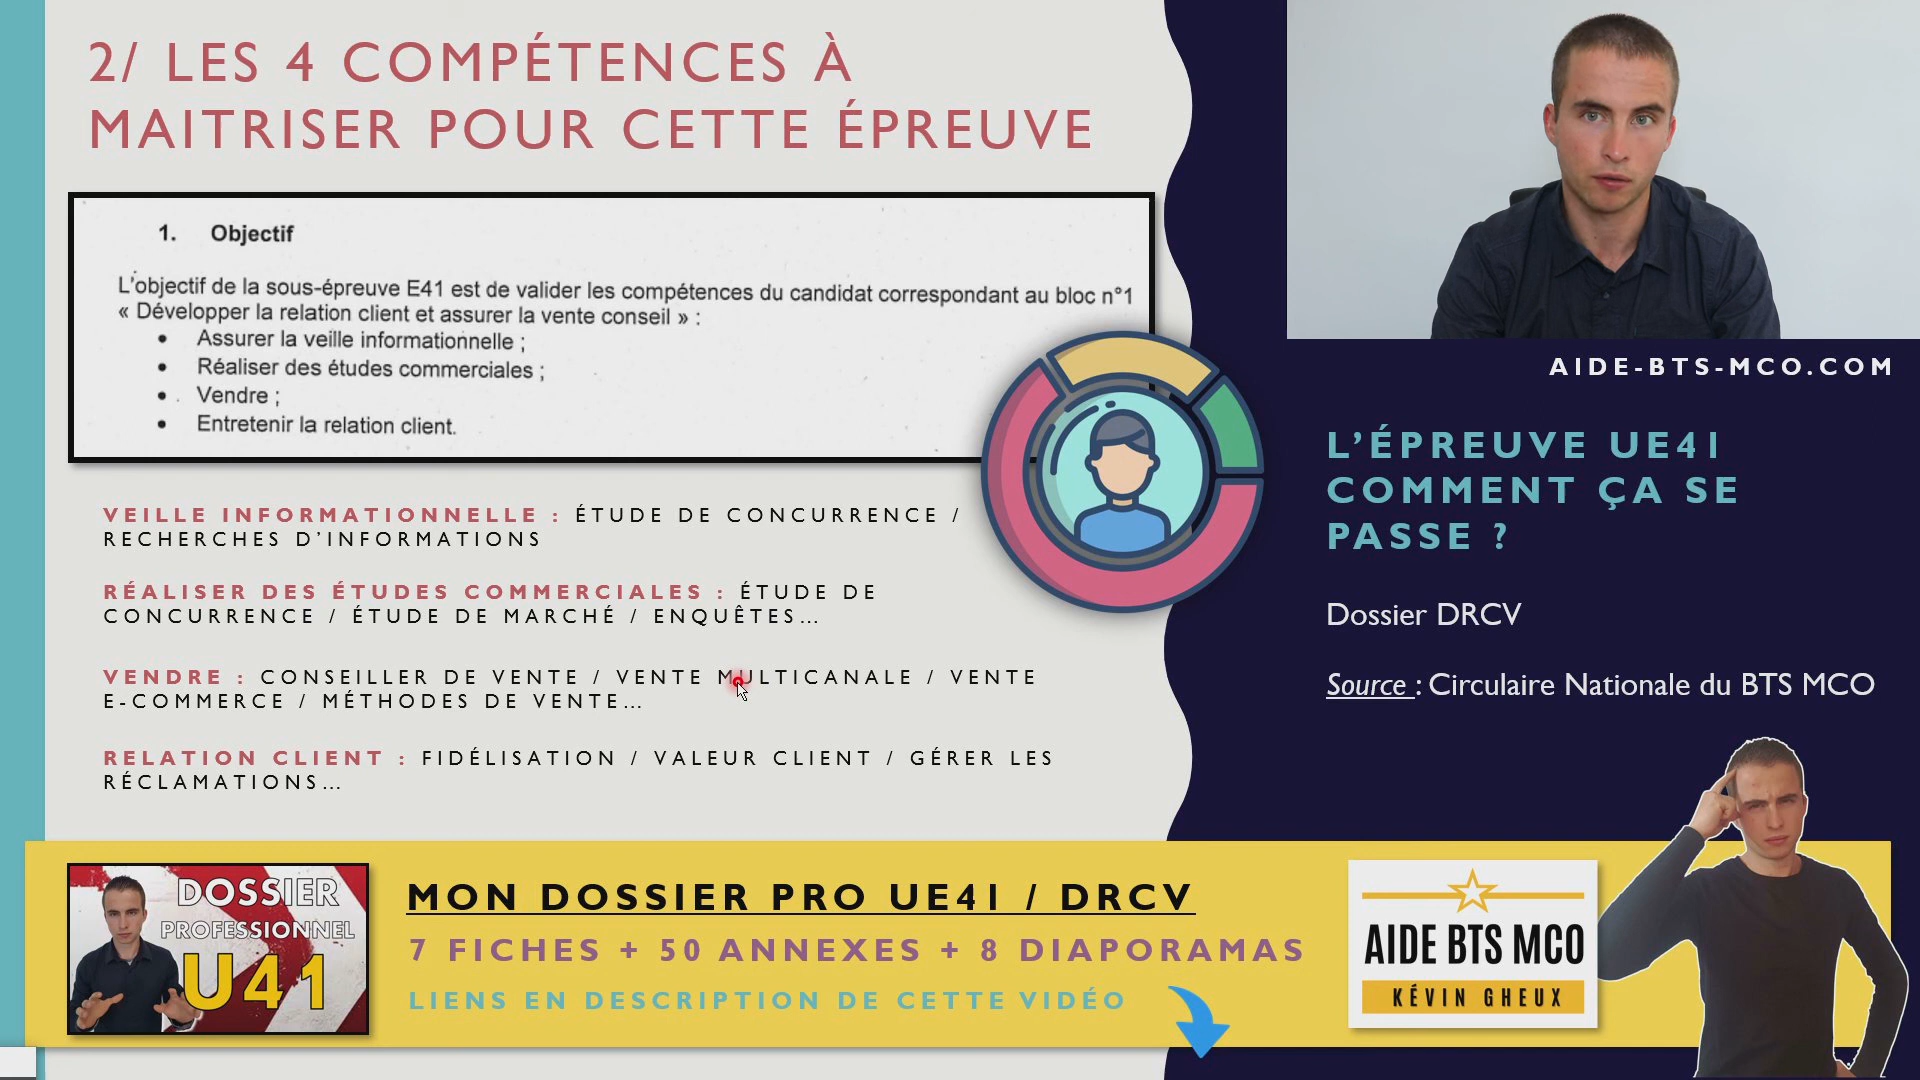 2/ LES 4 COMPÉTENCES À
MAITRISER POUR CETTE ÉPREUVE
1. Objectif
L'objectif de la sous-épreuve E41 est de valider les compétences du candidat correspondant au bloc n°1
« Développer la relation client et assurer la vente conseil » :
• Assurer la veille informationnelle ;
• Réaliser des études commerciales ;
• Vendre ;
• Entretenir la relation client.
VEILLE INFORMATIONNELLE : ÉTUDE DE CONCURRENCE /
RECHERCHES D'INFORMATIONS
RÉALISER DES ÉTUDES COMMERCIALES : ÉTUDE DE
CONCURRENCE / ÉTUDE DE MARCHÉ / ENQUÊTES...
VENDRE : CONSEILLER DE VENTE / VENTE MULTICANALE / VENTE
E-COMMERCE / MÉTHODES DE VENTE...
RELATION CLIENT : FIDÉLISATION / VALEUR CLIENT / GÉRER LES
RÉCLAMATIONS...
AIDE-BTS-MCO.COM
L'ÉPREUVE UE41
COMMENT ÇA SE
PASSE ?
Dossier DRCV
Source : Circulaire Nationale du BTS MCO
DOSSIER
PROFESSIONNEL
U41
MON DOSSIER PRO UE41 / DRCV
7 FICHES + 50 ANNEXES + 8 DIAPORAMAS
LIENS EN DESCRIPTION DE CETTE VIDÉO
AIDE BTS MCO
KÉVIN GHEUX